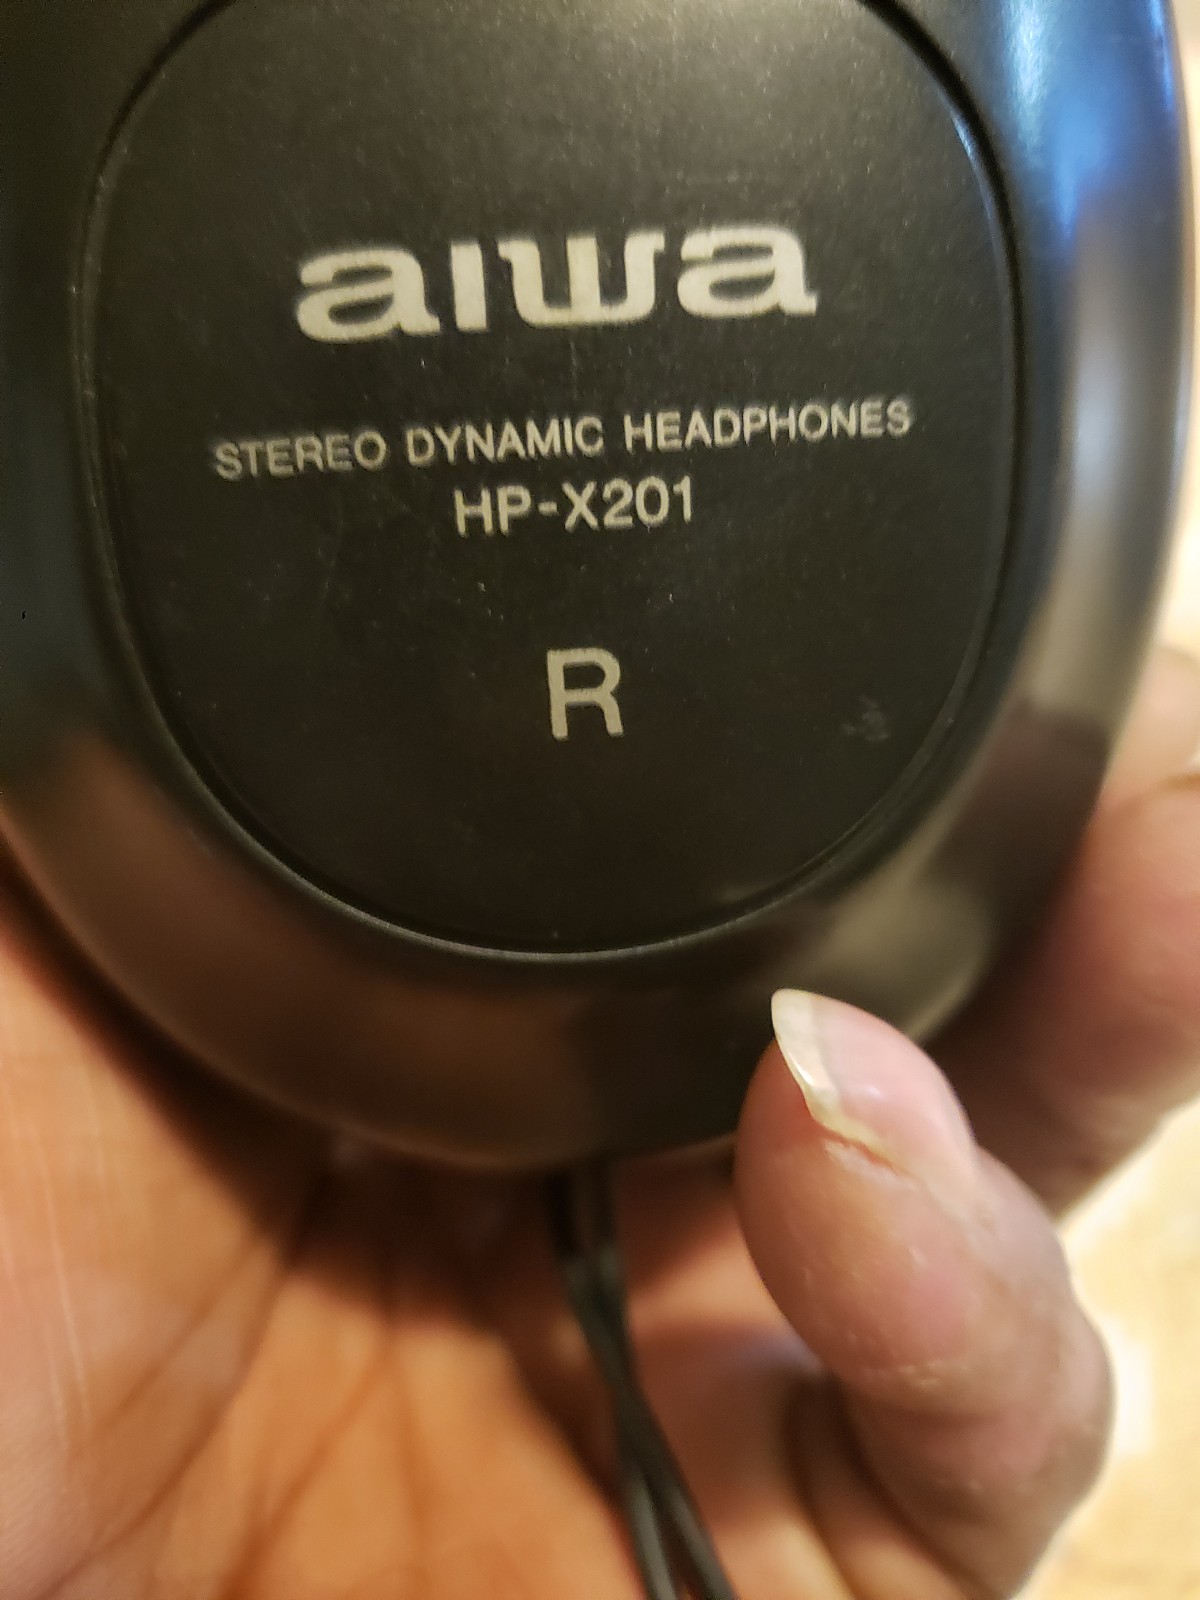 aiwa
STEREO DYNAMIC HEADPHONES
HP-X201
R